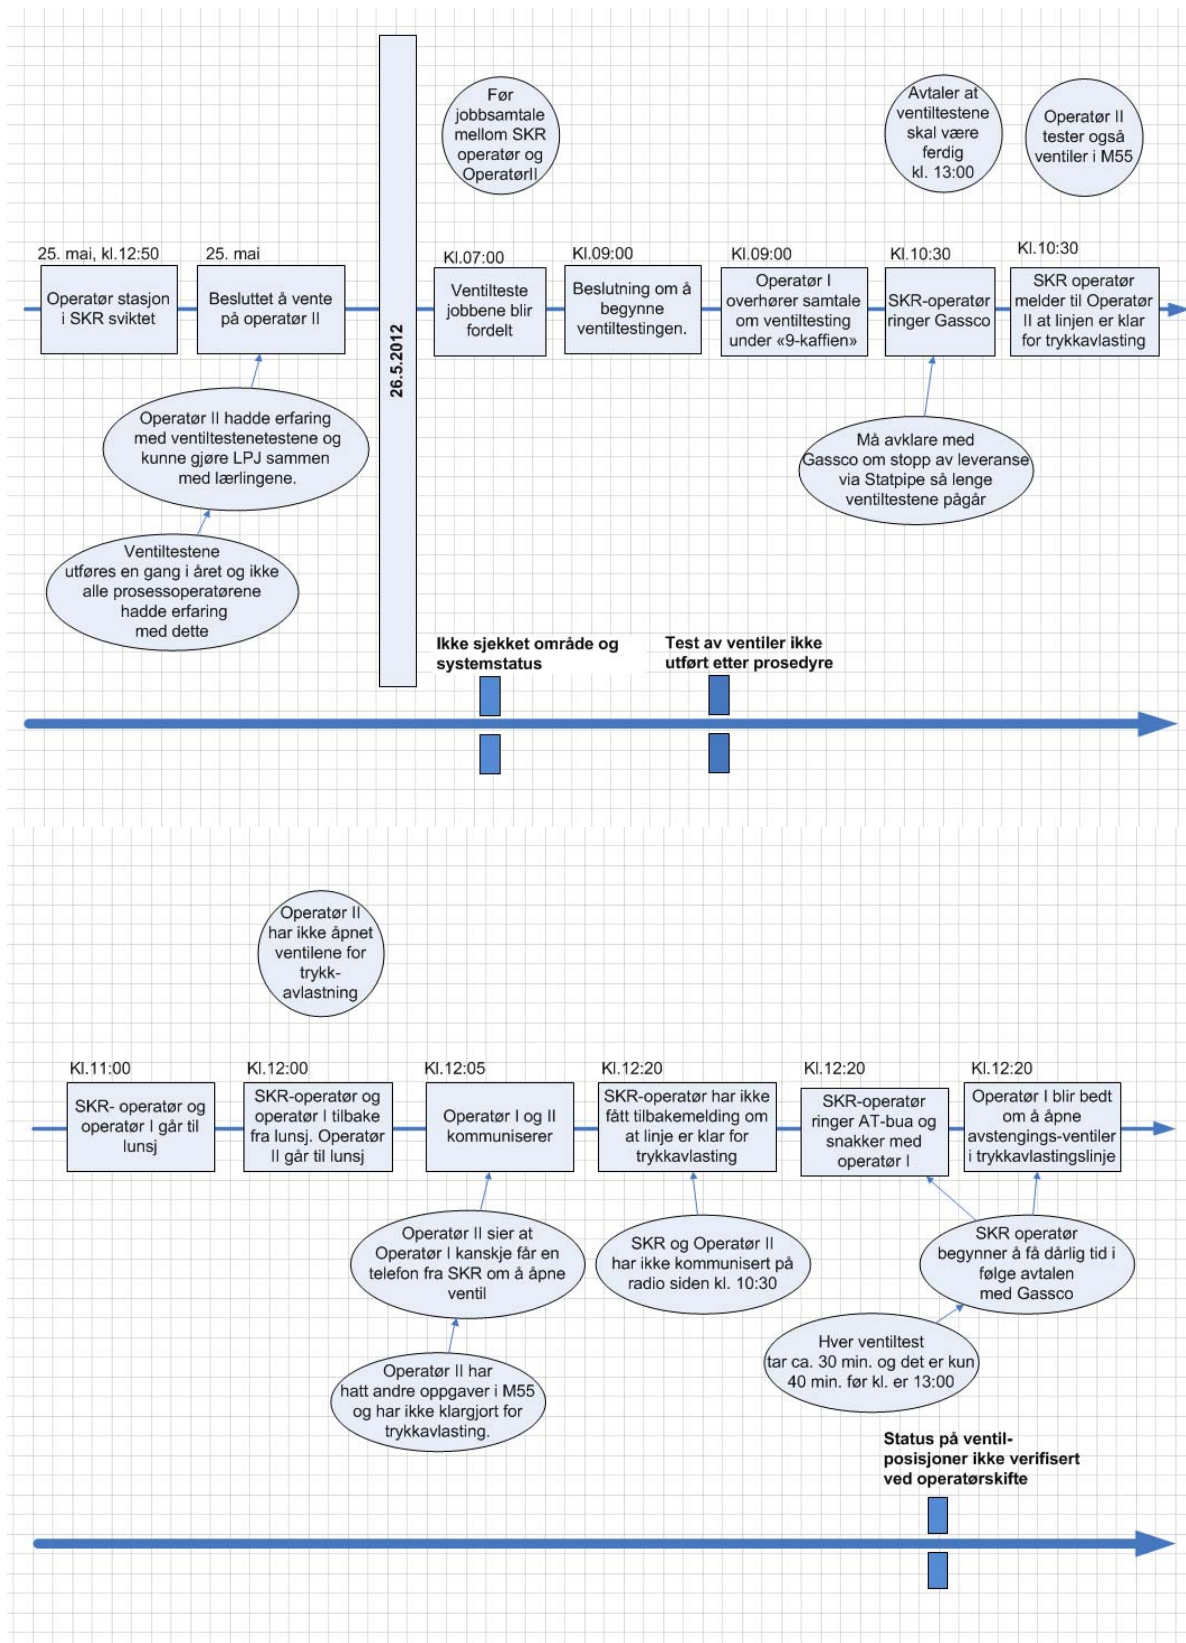 Før
jobbsamtale
mellom SKR
operatør og
OperatørII
Avtaler at
ventiltestene
skal være
ferdig
kl. 13:00
Operatør II
tester også
ventiler i M55
25. mai, kl.12:50
Operatør stasjon
i SKR sviktet
25. mai
Besluttet å vente
på operatør II
26.5.2012
Kl.07:00
Ventilteste
jobbene blir
fordelt
Kl.09:00
Beslutning om å
begynne
ventiltestingen.
Kl.09:00
Operatør I
overhører samtale
om ventiltesting
under «9-kaffien»
Kl.10:30
SKR-operatør
ringer Gassco
Kl.10:30
SKR operatør
melder til Operatør
II at linjen er klar
for trykkavlasting
Operatør II hadde erfaring
med ventiltestenetestene og
kunne gjøre LPJ sammen
med lærlingene.
Ventiltestene
utføres en gang i året og ikke
alle prosessoperatørene
hadde erfaring
med dette
Må avklare med
Gassco om stopp av leveranse
via Statpipe så lenge
ventiltestene pågår
Ikke sjekket område og
systemstatus
Test av ventiler ikke
utført etter prosedyre
Operatør II
har ikke åpnet
ventilene for
trykk-
avlastning
Kl.11:00
SKR- operatør og
operatør I går til
lunsj
Kl.12:00
SKR-operatør og
operatør I tilbake
fra lunsj. Operatør
II går til lunsj
Kl.12:05
Operatør I og II
kommuniserer
Kl.12:20
SKR-operatør har ikke
fått tilbakemelding om
at linje er klar for
trykkavlasting
Kl.12:20
SKR-operatør
ringer AT-bua og
snakker med
operatør I
Kl.12:20
Operatør I blir bedt
om å åpne
avstengings-ventiler
i trykkavlastingslinje
Operatør II sier at
Operatør I kanskje får en
telefon fra SKR om å åpne
ventil
Operatør II har
hatt andre oppgaver i M55
og har ikke klargjort for
trykkavlasting.
SKR og Operatør II
har ikke kommunisert på
radio siden kl. 10:30
SKR operatør
begynner å få dårlig tid i
følge avtalen
med Gassco
Hver ventiltest
tar ca. 30 min. og det er kun
40 min. før kl. er 13:00
Status på ventil-
posisjoner ikke verifisert
ved operatørskifte